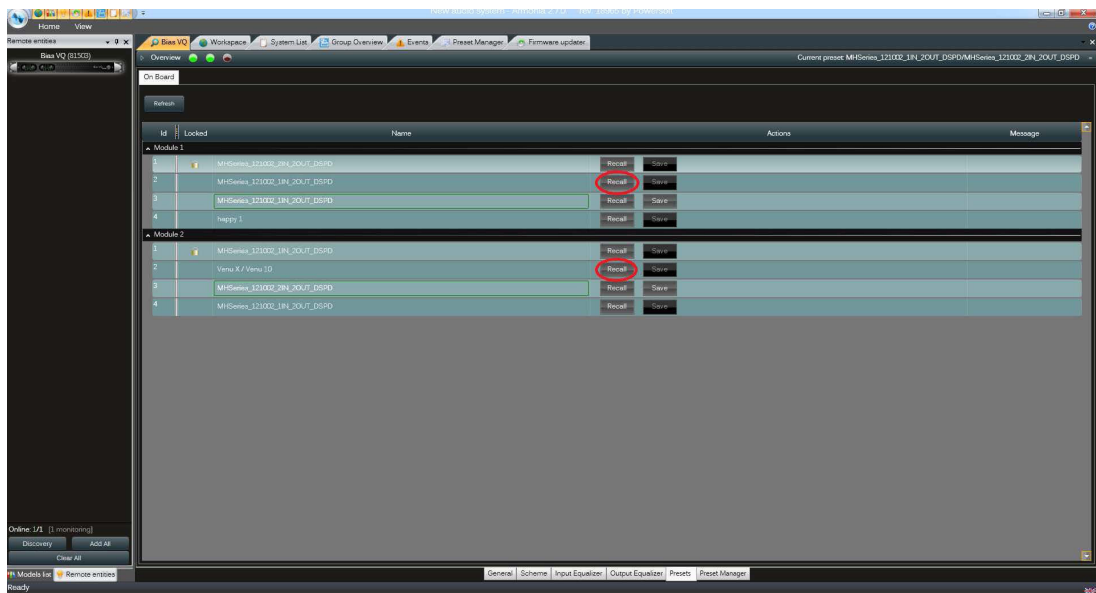 Home View
Remote entities
Bias VQ (81503)
Bias VQ Workspace System List Group Overview Events Preset Manager Firmware updater
Overview Current preset: MHSeries_121002_1IN_2OUT_DSPD/MHSeries_121002_2IN_2OUT_DSPD
On Board
Refresh
Id Locked Name Actions Message
Module 1
1 MHSeries_121002_2IN_2OUT_DSPD Recall Save
2 MHSeries_121002_1IN_2OUT_DSPD Recall Save
3 MHSeries_121002_1IN_2OUT_DSPD Recall Save
4 happy 1 Recall Save
Module 2
1 MHSeries_121002_1IN_2OUT_DSPD Recall Save
2 Venu X / Venu 10 Recall Save
3 MHSeries_121002_2IN_2OUT_DSPD Recall Save
4 MHSeries_121002_1IN_2OUT_DSPD Recall Save
Online: 1/1 [1 monitoring]
Discovery Add All
Clear All
Models list Remote entities
General Scheme Input Equalizer Output Equalizer Presets Preset Manager
Ready